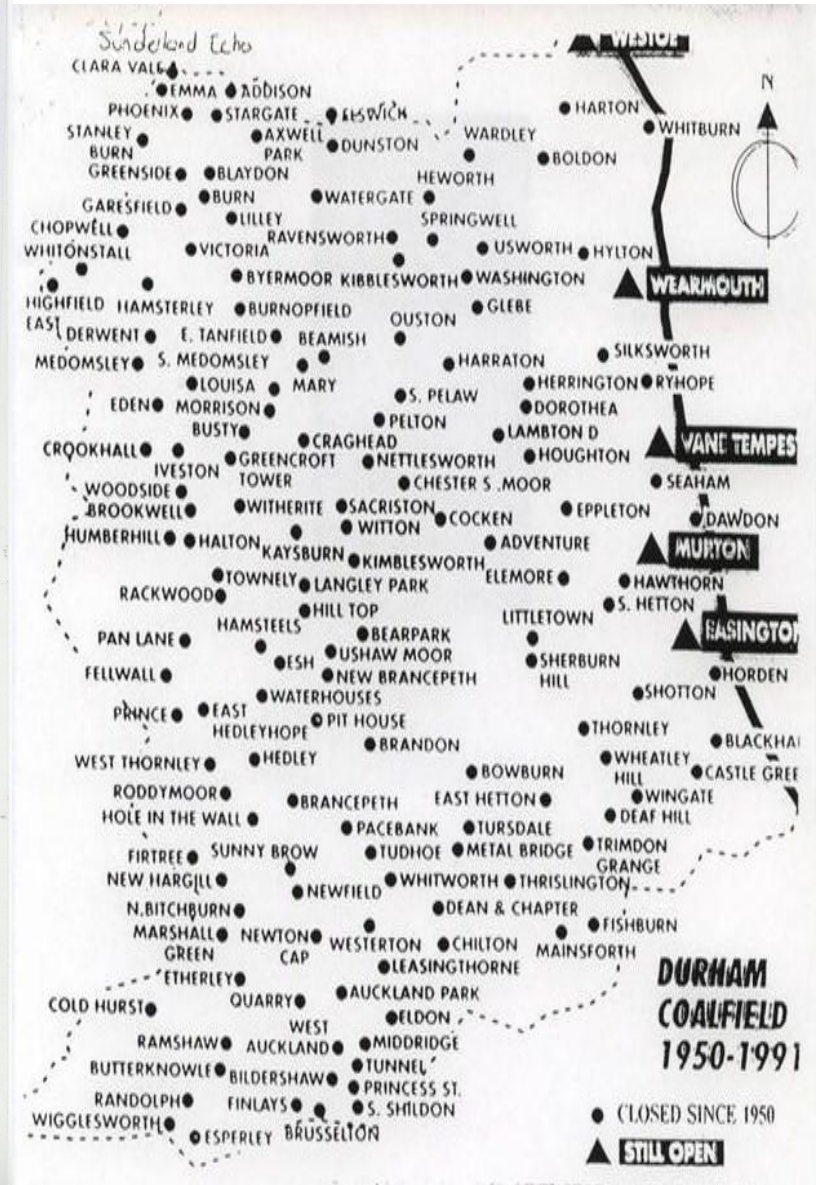 Sunderland Echo
WESTOE
CLARA VALE
EMMA
ADDISON
PHOENIX
STARGATE
ELSWICK
HARTON
N
STANLEY
BURN
AXWELL
PARK
DUNSTON
WARDLEY
WHITBURN
BOLDON
GREENSIDE
BLAYDON
HEWORTH
BURN
WATERGATE
GARESFIELD
LILLEY
SPRINGWELL
CHOPWELL
RAVENSWORTH
WHITONSTALL
VICTORIA
USWORTH
HYLTON
BYERMOOR
KIBBLESWORTH
WASHINGTON
WEARMOUTH
HIGHFIELD
HAMSTERLEY
BURNOPFIELD
GLEBE
OUSTON
EAST
DERWENT
E. TANFIELD
BEAMISH
MEDOMSLEY
S. MEDOMSLEY
HARRATON
SILKSWORTH
LOUISA
MARY
HERRINGTON
RYHOPE
EDEN
MORRISON
S. PELAW
DOROTHEA
BUSTY
PELTON
LAMBTON D
VANE TEMPES
CROOKHALL
CRAGHEAD
IVESTON
GREENCROFT
TOWER
NETTLESWORTH
HOUGHTON
WOODSIDE
CHESTER S .MOOR
SEAHAM
BROOKWELL
WITHERITE
SACRISTON
EPPLETON
DAWDON
WITTON
COCKEN
HUMBERHILL
HALTON
KAYSBURN
ADVENTURE
MURTON
KIMBLESWORTH
TOWNELY
LANGLEY PARK
ELEMORE
HAWTHORN
RACKWOOD
HILL TOP
S. HETTON
HAMSTEELS
LITTLETOWN
EASINGTON
PAN LANE
BEARPARK
ESH
USHAW MOOR
SHERBURN
HILL
FELLWALL
NEW BRANCEPETH
HORDEN
WATERHOUSES
SHOTTON
PRINCE
EAST
HEDLEYHOPE
PIT HOUSE
THORNLEY
BRANDON
BLACKHAL
WEST THORNLEY
HEDLEY
WHEATLEY
HILL
BOWBURN
CASTLE GREE
RODDYMOOR
BRANCEPETH
EAST HETTON
WINGATE
HOLE IN THE WALL
DEAF HILL
PACEBANK
TURSDALE
FIRTREE
SUNNY BROW
TUDHOE
METAL BRIDGE
TRIMDON
GRANGE
NEW HARGILL
NEWFIELD
WHITWORTH
THRISLINGTON
N.BITCHBURN
DEAN & CHAPTER
MARSHALL
GREEN
NEWTON
CAP
WESTERTON
CHILTON
MAINSFORTH
FISHBURN
LEASINGTHORNE
ETHERLEY
QUARRY
AUCKLAND PARK
COLD HURST
ELDON
WEST
AUCKLAND
RAMSHAW
MIDDRIDGE
BUTTERKNOWLE
BILDERSHAW
TUNNEL
PRINCESS ST.
RANDOLPH
FINLAYS
S. SHILDON
WIGGLESWORTH
ESPERLEY
BRUSSELTON
DURHAM
COALFIELD
1950-1991
CLOSED SINCE 1950
STILL OPEN